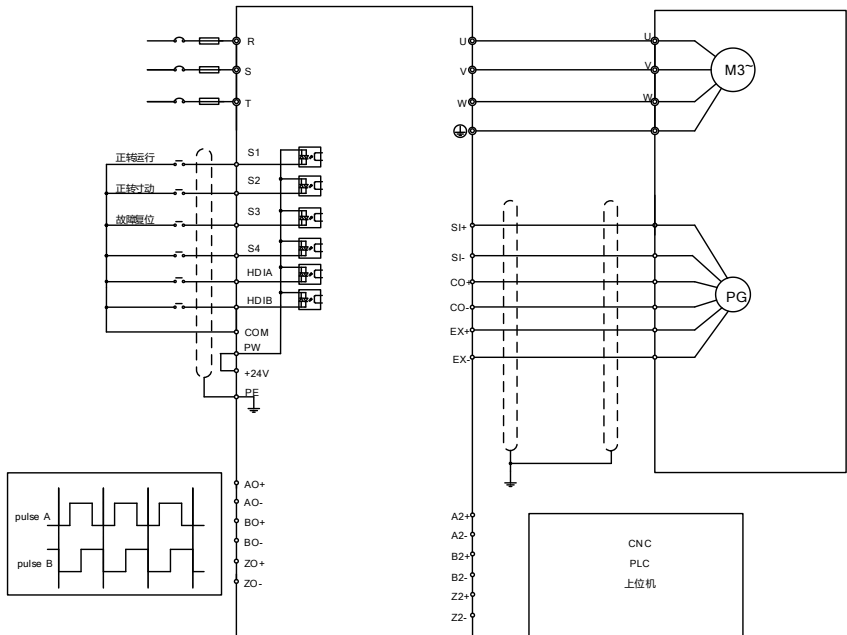 R
S
T
U
V
W
U
V
W
M3~
正转运行
正转寸动
故障复位
S1
S2
S3
S4
HDIA
HDIB
COM
PW
+24V
PE
SI+
SI-
CO+
CO-
EX+
EX-
PG
pulse A
pulse B
AO+
AO-
BO+
BO-
ZO+
ZO-
A2+
A2-
B2+
B2-
Z2+
Z2-
CNC
PLC
上位机